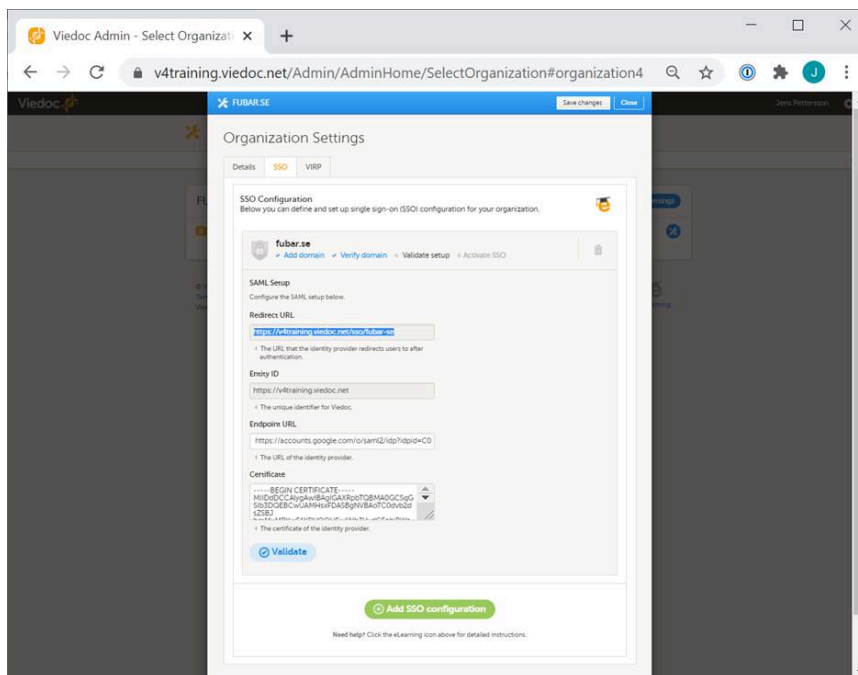 Viedoc Admin - Select Organizati
v4training.viedoc.net/Admin/AdminHome/SelectOrganization#organization4
J
Viedoc
Jens Pettersson
FUBAR.SE
Save changes
Close
Organization Settings
Details SSO VIRP
SSO Configuration
Below you can define and set up single sign-on (SSO) configuration for your organization.
fubar.se
Add domain Verify domain Validate setup Activate SSO
SAML Setup
Configure the SAML setup below.
Redirect URL
https://v4training.viedoc.net/sso/fubar-se
The URL that the identity provider redirects users to after
authentication.
Entity ID
https://v4training.viedoc.net
The unique identifier for Viedoc.
Endpoint URL
https://accounts.google.com/o/saml2/idp?idpid=C0
The URL of the identity provider.
Certificate
-----BEGIN CERTIFICATE-----
The certificate of the identity provider.
Validate
Add SSO configuration
Need help? Click the eLearning icon above for detailed instructions.